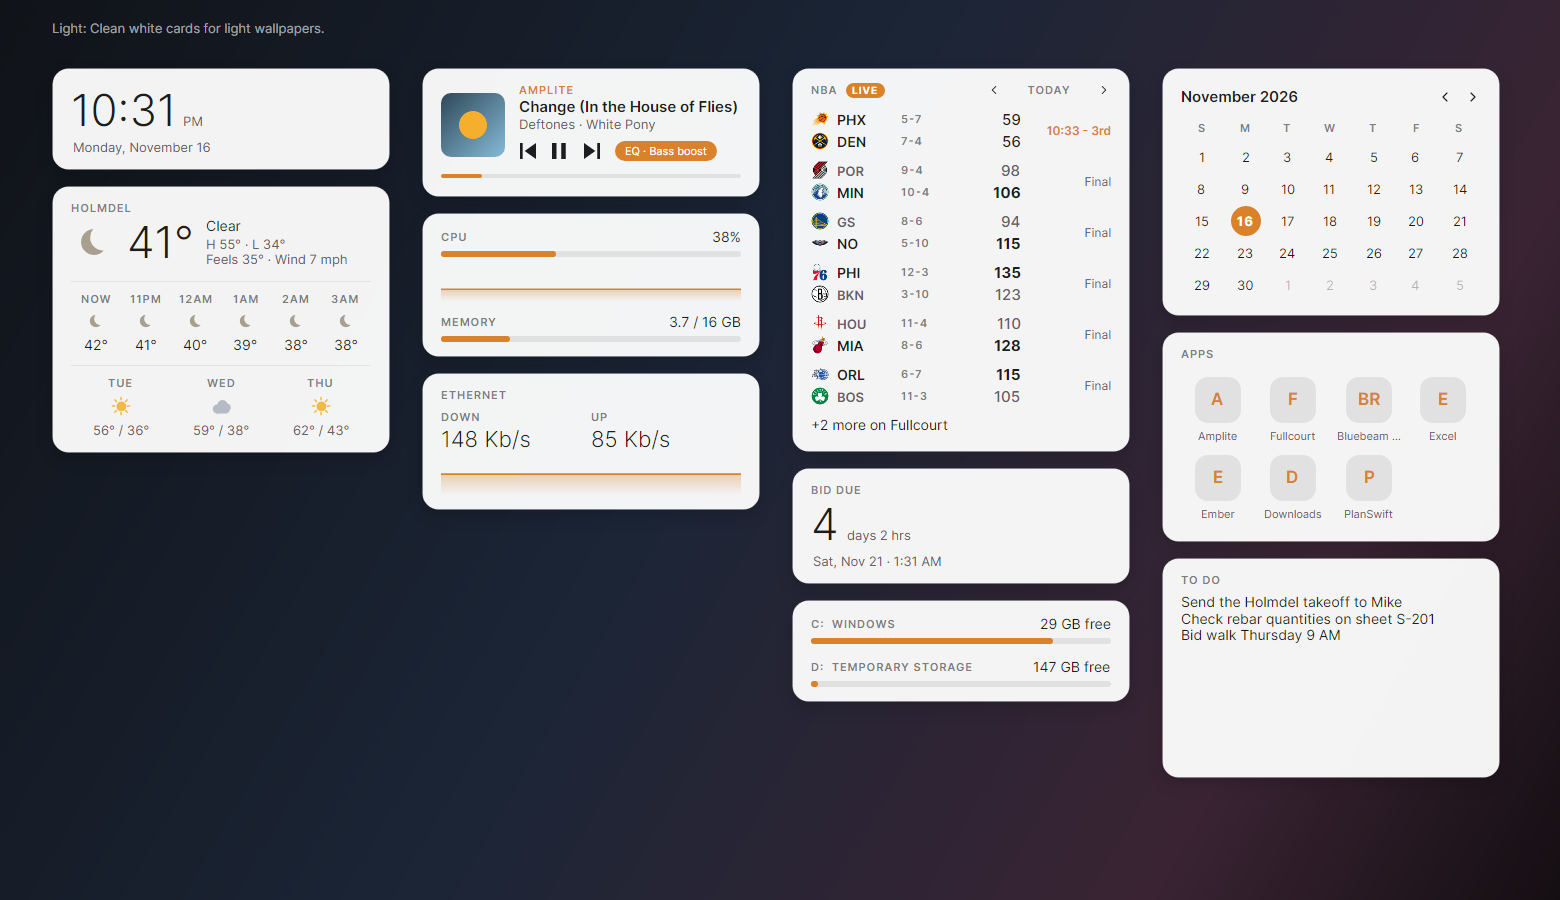 Light: Clean white cards for light wallpapers.
10:31 PM
Monday, November 16
HOLMDEL
41°
Clear
H 55° · L 34°
Feels 35° · Wind 7 mph
NOW 11PM 12AM 1AM 2AM 3AM
42° 41° 40° 39° 38° 38°
TUE WED THU
56° / 36° 59° / 38° 62° / 43°
AMPLITE
Change (In the House of Flies)
Deftones · White Pony
EQ · Bass boost
CPU 38%
MEMORY 3.7 / 16 GB
ETHERNET
DOWN UP
148 Kb/s 85 Kb/s
NBA LIVE TODAY
PHX 5-7 59
10:33 - 3rd
DEN 7-4 56
POR 9-4 98
Final
MIN 10-4 106
GS 8-6 94
Final
NO 5-10 115
76 PHI 12-3 135
Final
B BKN 3-10 123
HOU 11-4 110
Final
MIA 8-6 128
ORL 6-7 115
Final
BOS 11-3 105
+2 more on Fullcourt
BID DUE
4 days 2 hrs
Sat, Nov 21 · 1:31 AM
C: WINDOWS 29 GB free
D: TEMPORARY STORAGE 147 GB free
November 2026
S M T W T F S
1 2 3 4 5 6 7
8 9 10 11 12 13 14
15 16 17 18 19 20 21
22 23 24 25 26 27 28
29 30 1 2 3 4 5
APPS
A F BR E
Amplite Fullcourt Bluebeam ... Excel
E D P
Ember Downloads PlanSwift
TO DO
Send the Holmdel takeoff to Mike
Check rebar quantities on sheet S-201
Bid walk Thursday 9 AM